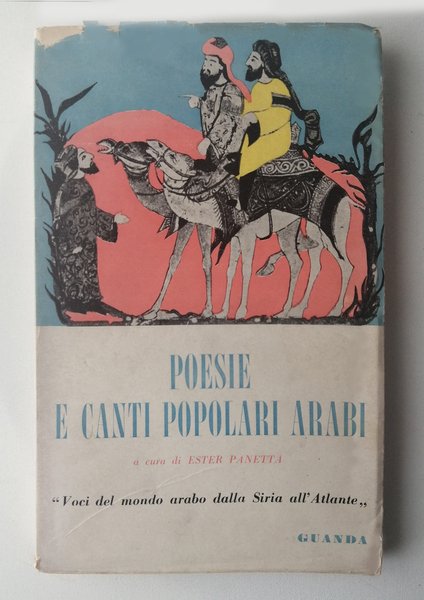 POESIE
E CANTI POPOLARI ARABI
a cura di ESTER PANETTA
“Voci del mondo arabo dalla Siria all'Atlante„
GUANDA